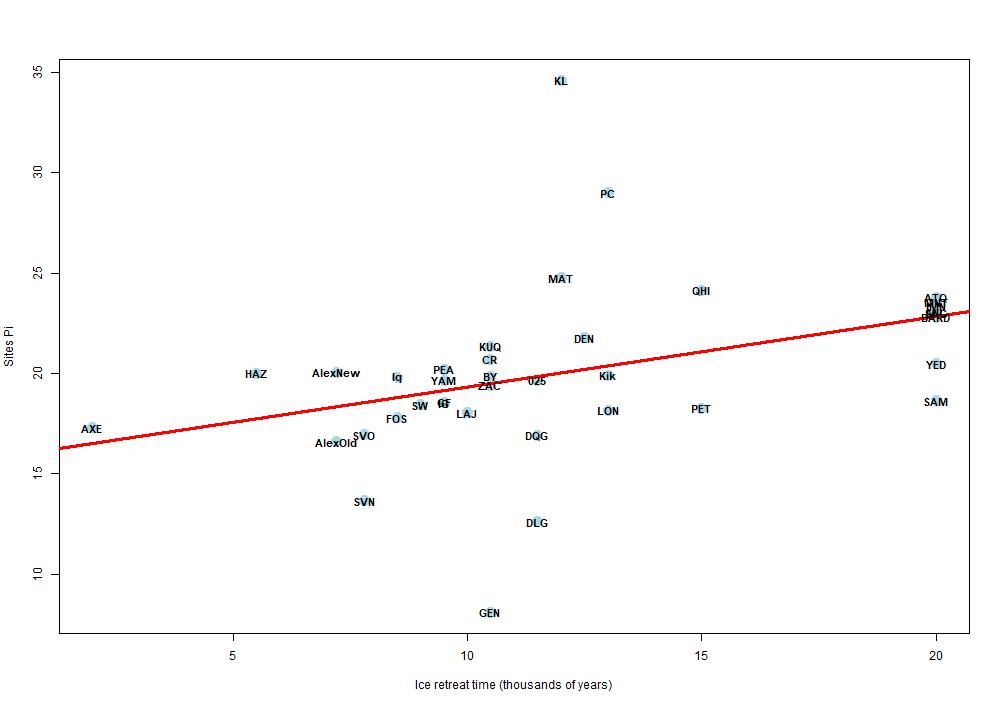 35
KL
30
PC
25
MAT
QHI
ATQ
BARD
DEN
KUQ
CR
YED
20
HAZ
AlexNew
Iq
PEA
YAM
BY
ZAC
025
Kik
SW
GF
LAJ
FOS
LON
PET
SAM
AXE
AlexOld
SVO
DQG
15
SVN
DLG
10
GEN
Sites Pi
5 10 15 20
Ice retreat time (thousands of years)